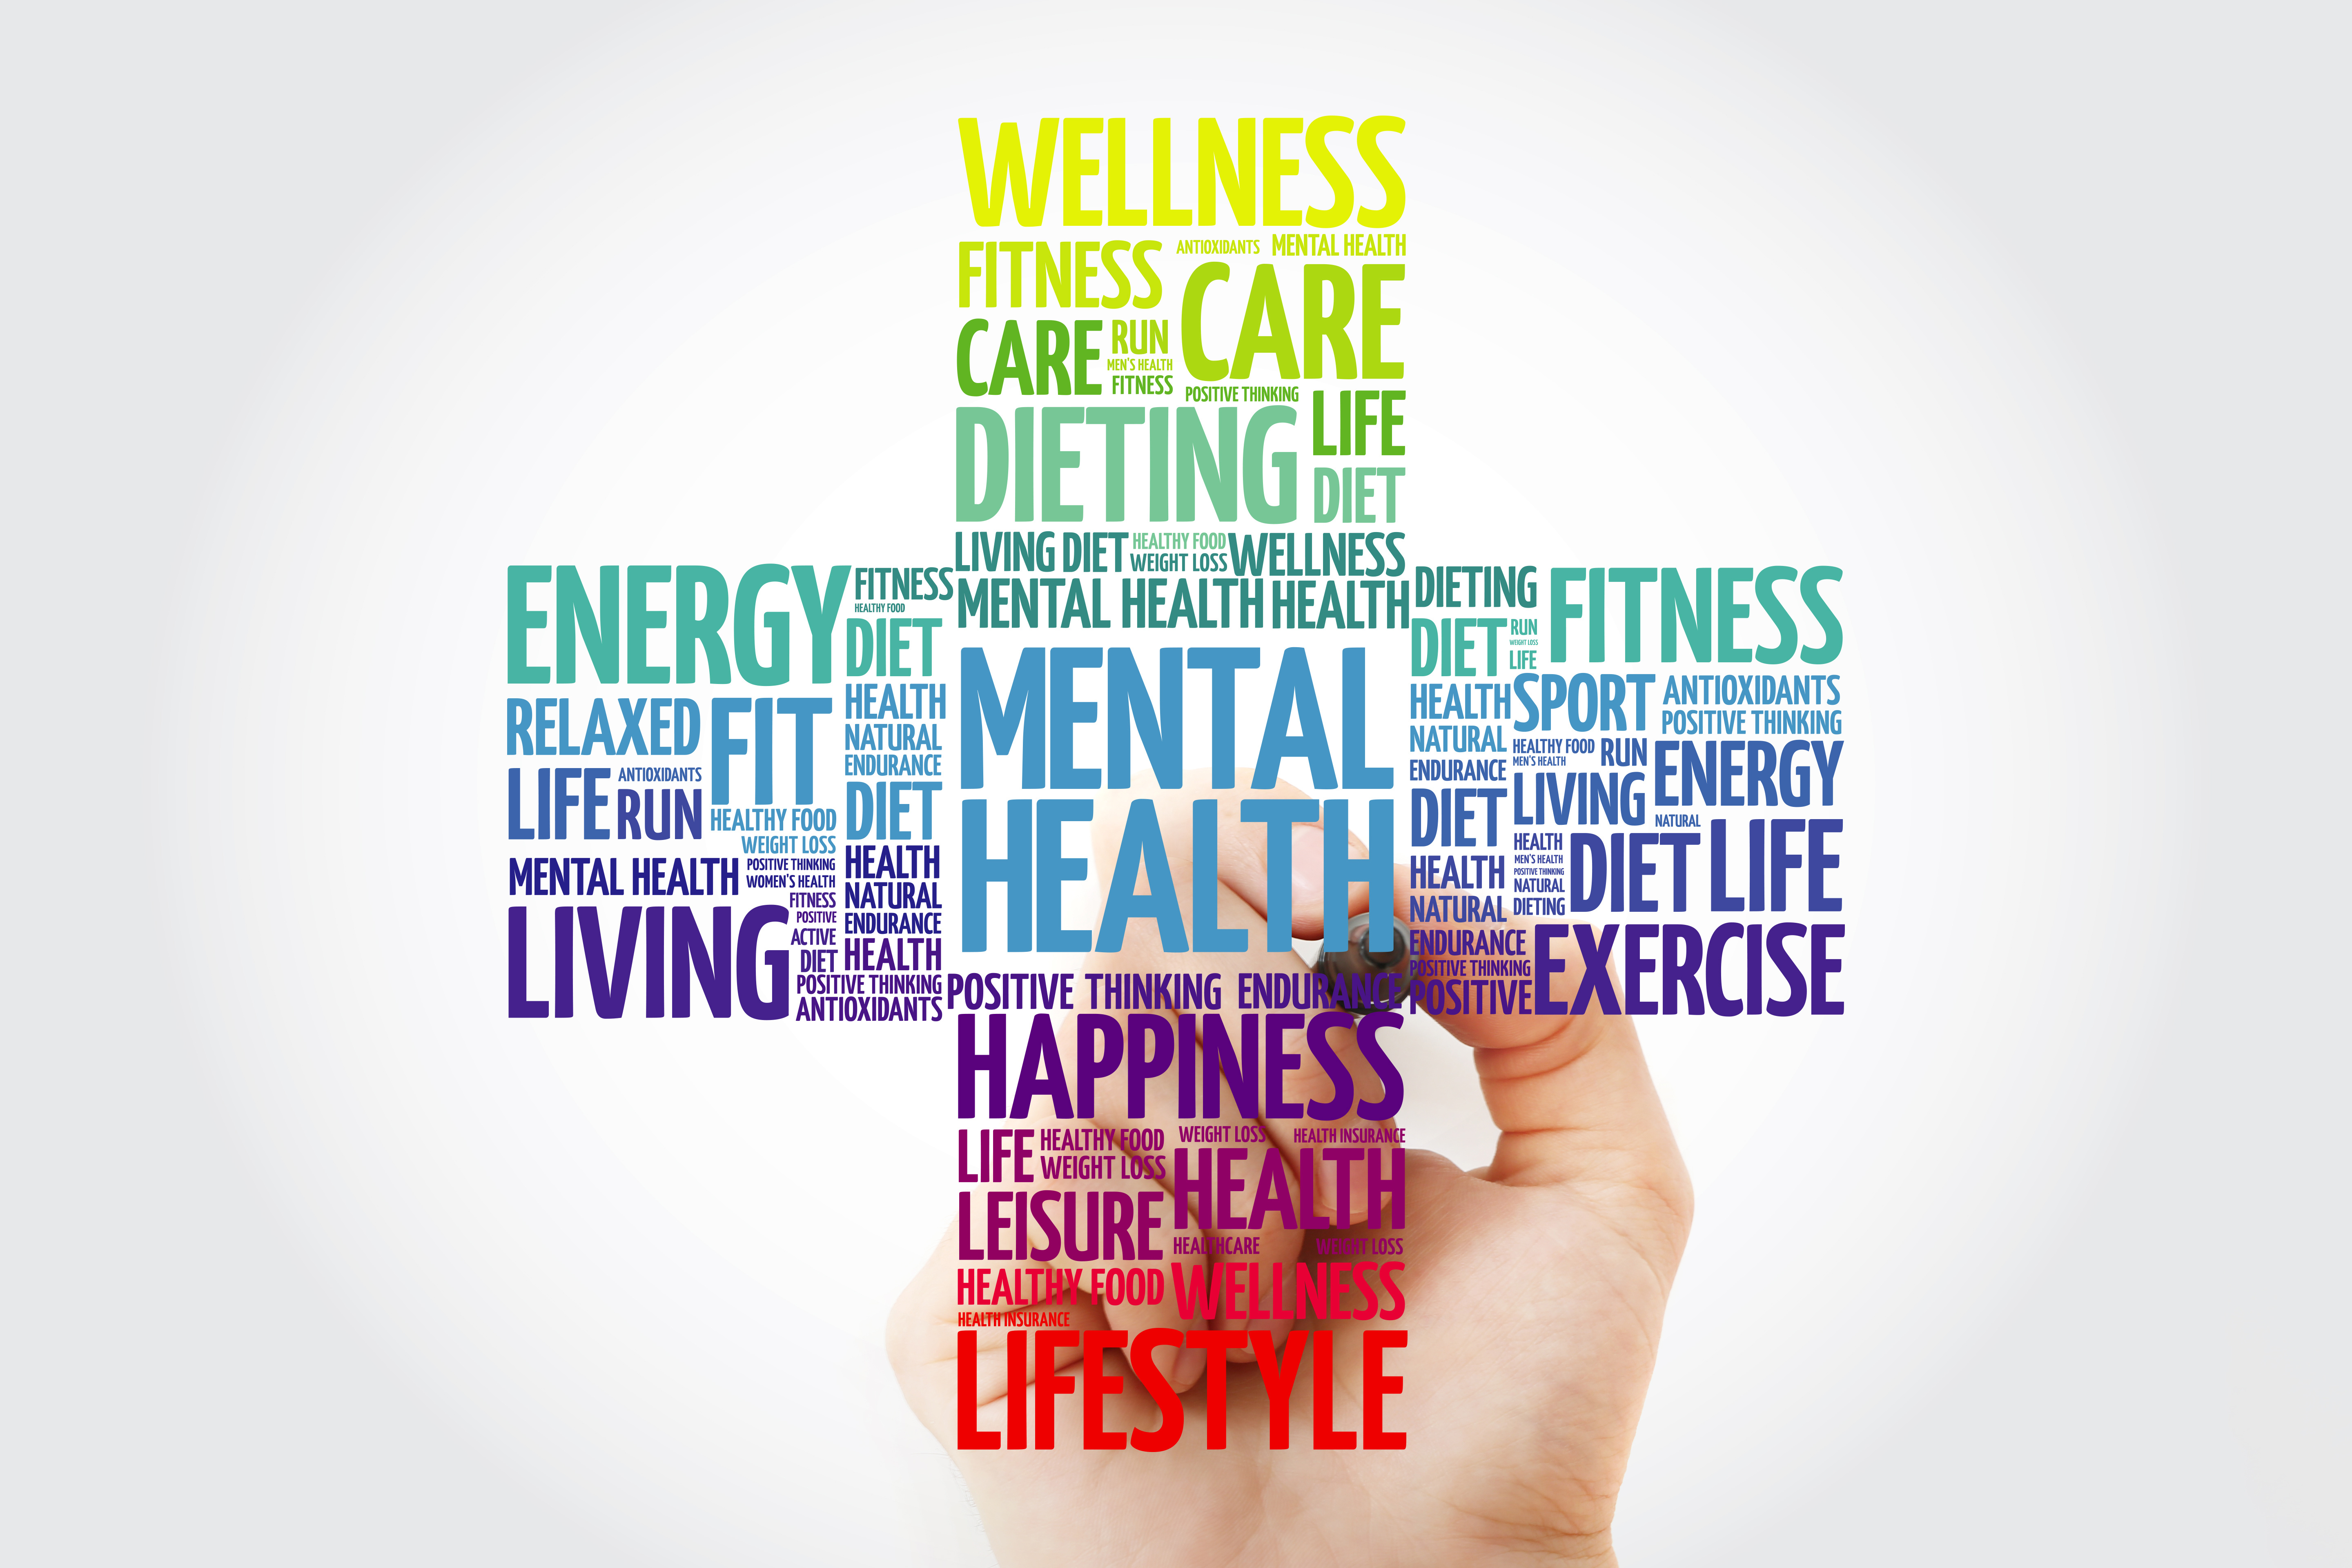 WELLNESS
FITNESS ANTIOXIDANTS MENTAL HEALTH
CARE RUN CARE
MEN'S HEALTH
FITNESS POSITIVE THINKING
DIETING LIFE
DIET
LIVING DIET HEALTHY FOOD WELLNESS
WEIGHT LOSS
MENTAL HEALTH HEALTH
ENERGY FITNESS
HEALTHY FOOD
DIET
RELAXED FIT HEALTH
NATURAL
ENDURANCE
LIFE ANTIOXIDANTS
RUN HEALTHY FOOD DIET
WEIGHT LOSS
MENTAL HEALTH POSITIVE THINKING HEALTH
WOMEN'S HEALTH NATURAL
LIVING FITNESS
POSITIVE ENDURANCE
ACTIVE
DIET HEALTH
POSITIVE THINKING
ANTIOXIDANTS
MENTAL
HEALTH
DIETING FITNESS
DIET RUN
WEIGHT LOSS
LIFE
HEALTH SPORT ANTIOXIDANTS
NATURAL POSITIVE THINKING
HEALTHY FOOD RUN ENERGY
MEN'S HEALTH
ENDURANCE LIVING
DIET NATURAL
HEALTH DIET LIFE
MEN'S HEALTH
HEALTH POSITIVE THINKING
NATURAL
NATURAL DIETING
ENDURANCE EXERCISE
POSITIVE THINKING
POSITIVE
POSITIVE THINKING ENDURANCE
HAPPINESS
LIFE HEALTHY FOOD WEIGHT LOSS HEALTH INSURANCE
WEIGHT LOSS HEALTH
LEISURE
HEALTHCARE WEIGHT LOSS
HEALTHY FOOD WELLNESS
HEALTH INSURANCE
LIFESTYLE